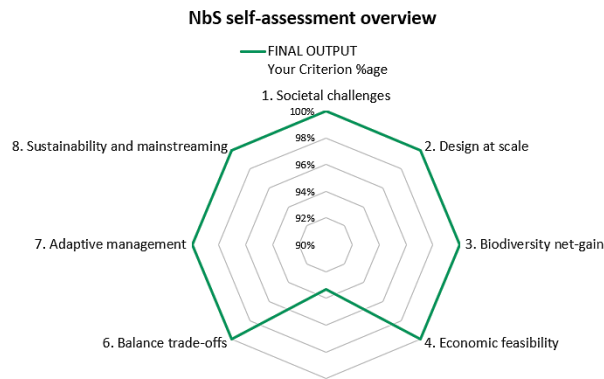 NbS self-assessment overview
FINAL OUTPUT
Your Criterion %age
1. Societal challenges
100%
98%
96%
94%
92%
90%
2. Design at scale
3. Biodiversity net-gain
4. Economic feasibility
6. Balance trade-offs
7. Adaptive management
8. Sustainability and mainstreaming